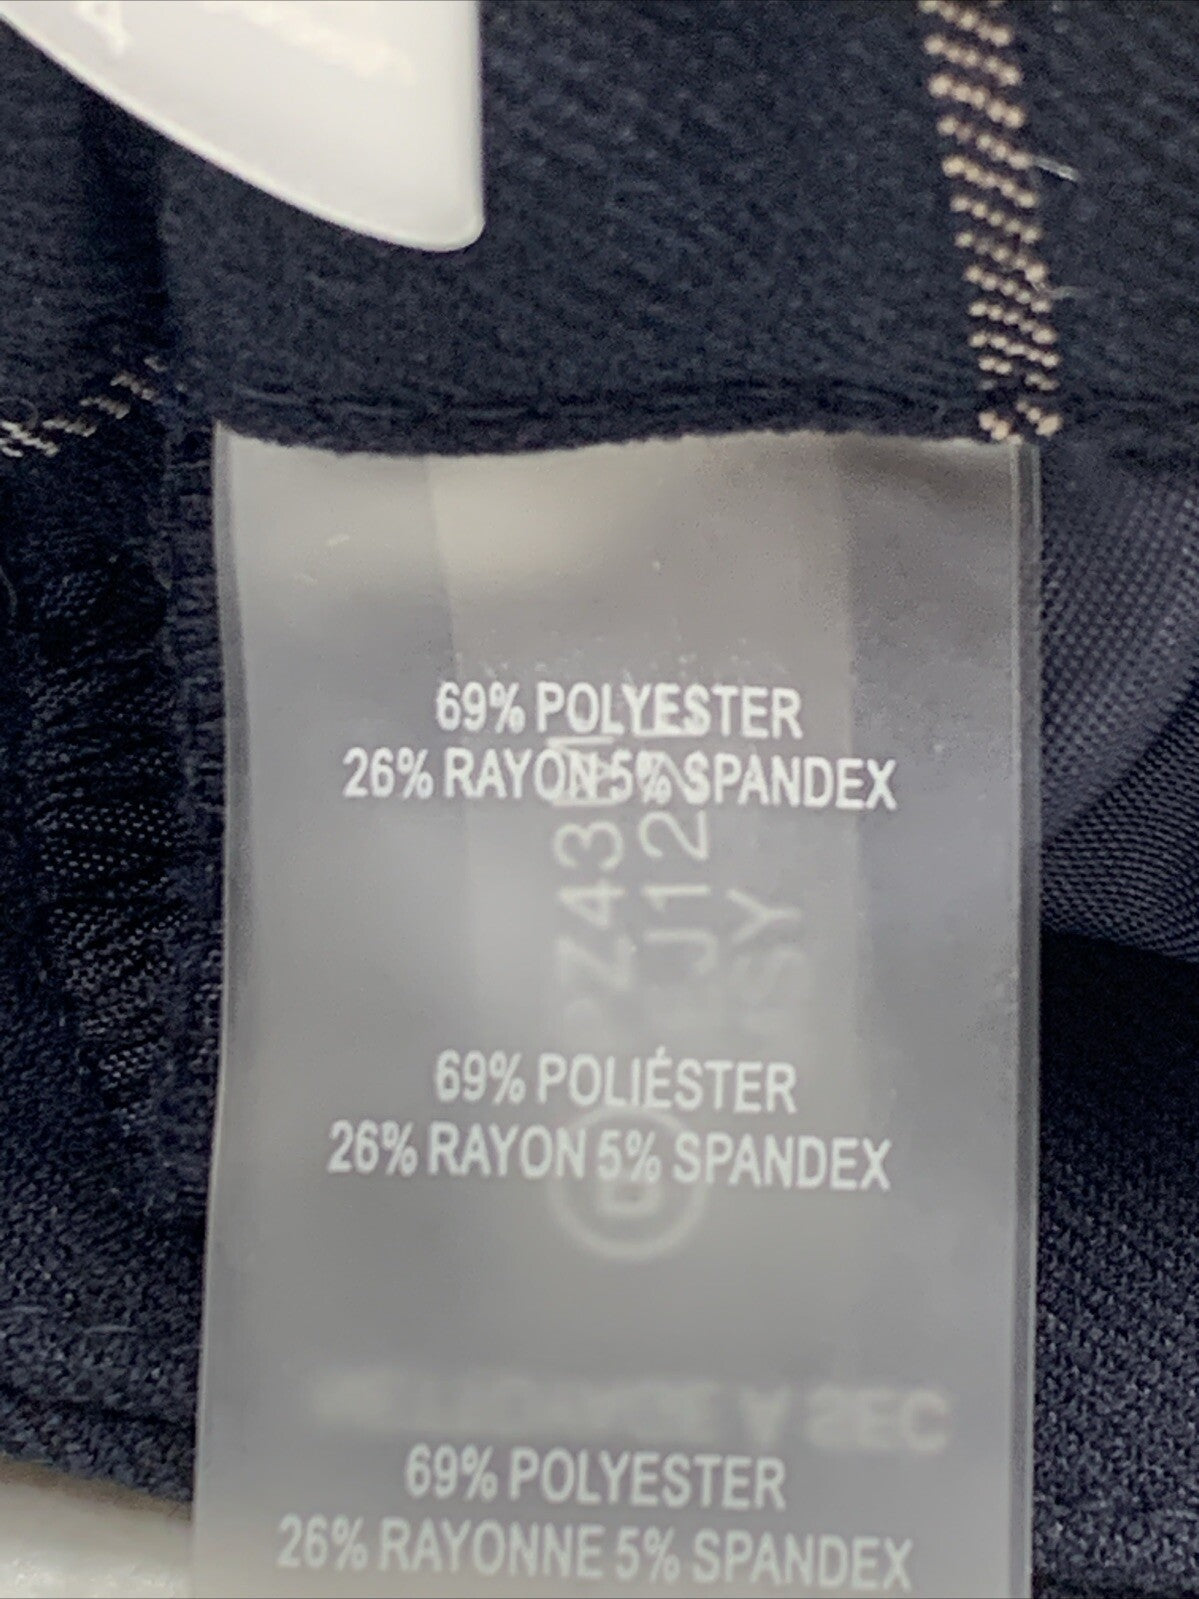 69% POLYESTER
26% RAYON 5% SPANDEX
69% POLIÉSTER
26% RAYON 5% SPANDEX
69% POLYESTER
26% RAYONNE 5% SPANDEX